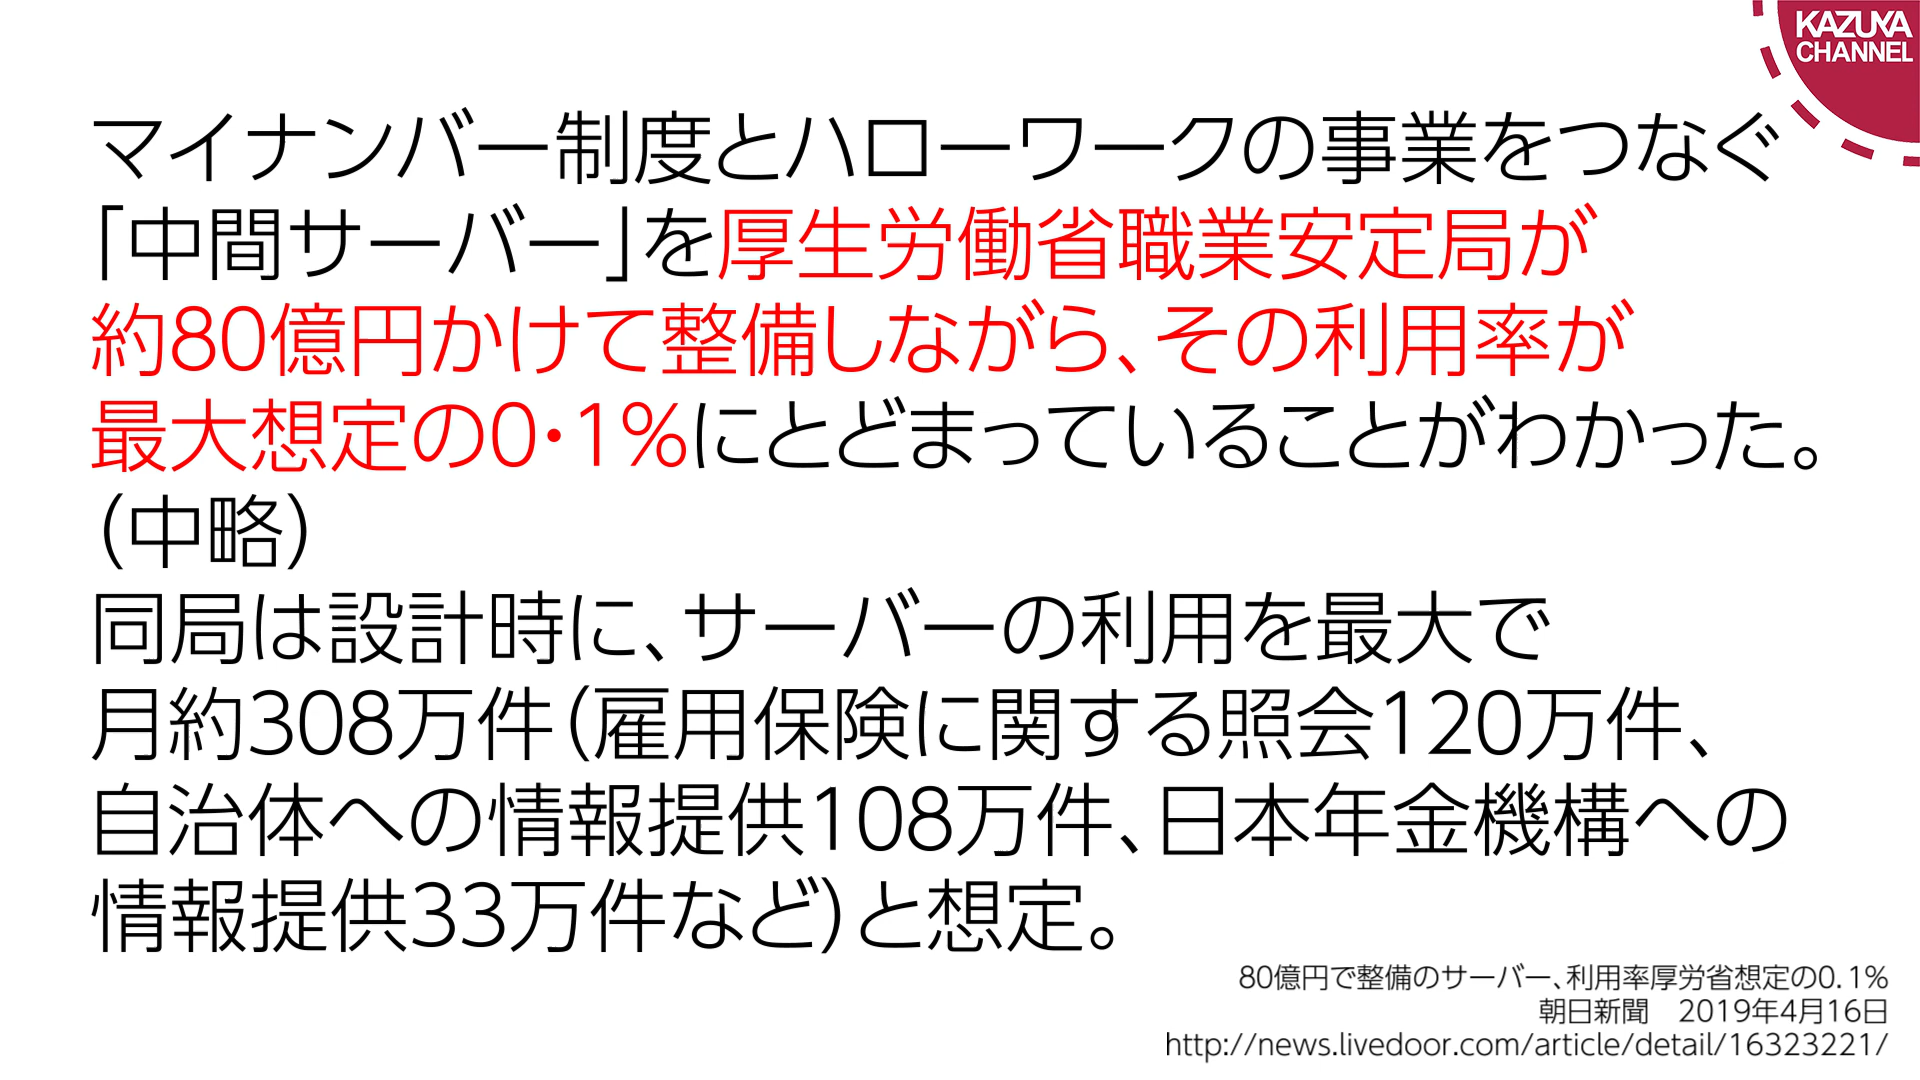 KAZUYA
CHANNEL
マイナンバー制度とハローワークの事業をつなぐ
「中間サーバー」を厚生労働省職業安定局が
約80億円かけて整備しながら、その利用率が
最大想定の0・1%にとどまっていることがわかった。
(中略)
同局は設計時に、サーバーの利用を最大で
月約308万件(雇用保険に関する照会120万件、
自治体への情報提供108万件、日本年金機構への
情報提供33万件など)と想定。
80億円で整備のサーバー、利用率厚労省想定の0.1%
朝日新聞　2019年4月16日
http://news.livedoor.com/article/detail/16323221/